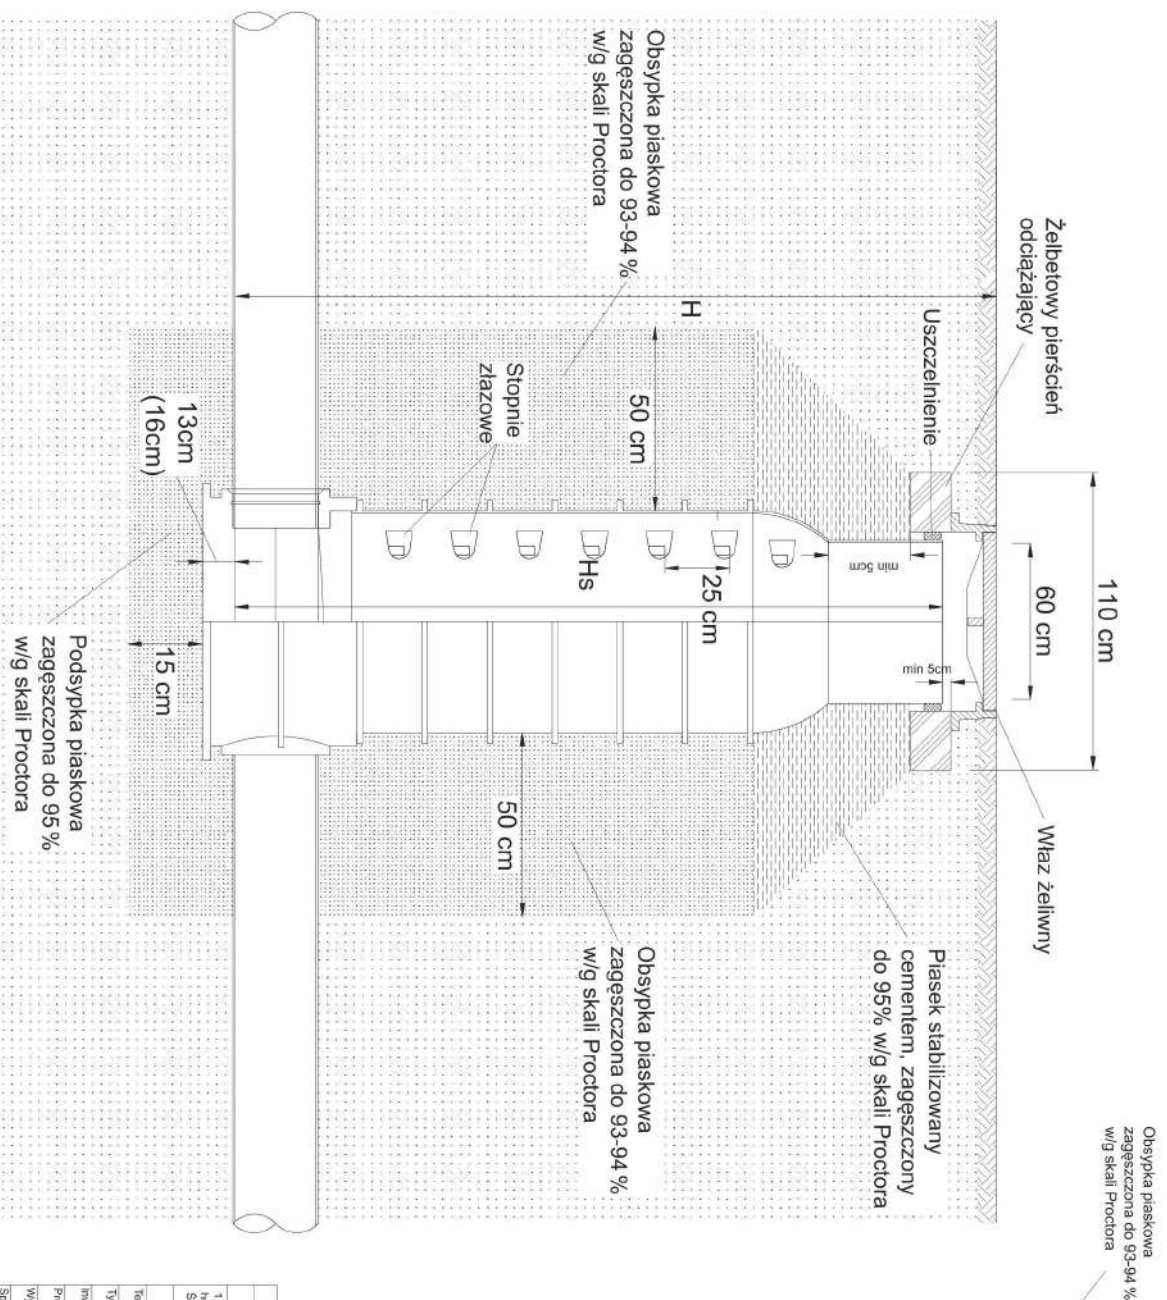 Obsypka piaskowa
zagęszczona do 93-94 %
w/g skali Proctora
110 cm
60 cm
Właz żeliwny
Żelbetowy pierścień
odciążający
Uszczelnienie
min 5cm
min 5cm
Piasek stabilizowany
cementem, zagęszczony
do 95% w/g skali Proctora
H
Obsypka piaskowa
zagęszczona do 93-94 %
w/g skali Proctora
50 cm
25 cm
Hs
Stopnie
złazowe
50 cm
Obsypka piaskowa
zagęszczona do 93-94 %
w/g skali Proctora
13cm
(16cm)
15 cm
Podsypka piaskowa
zagęszczona do 95 %
w/g skali Proctora